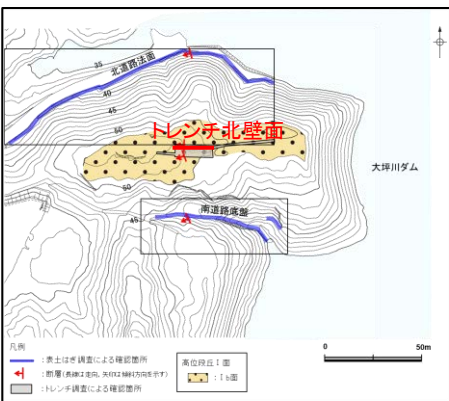 35
北道路法面
40
45
50
トレンチ北壁面
大坪川ダム
50
南道路底盤
45
凡例
：表土はぎ調査による確認箇所
：断層(長線は走向、矢印は傾斜方向を示す)
：トレンチ調査による確認箇所
高位段丘Ⅰ面
：Ⅰb面
0 50m